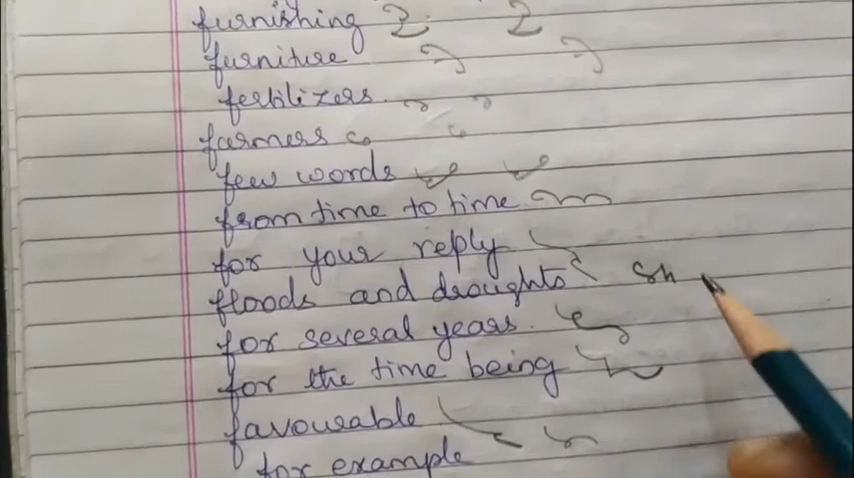 furnishing
furniture
fertilizers
farmers
few words
from time to time
for your reply
floods and droughts Sh
for several years.
for the time being
favourable
for example